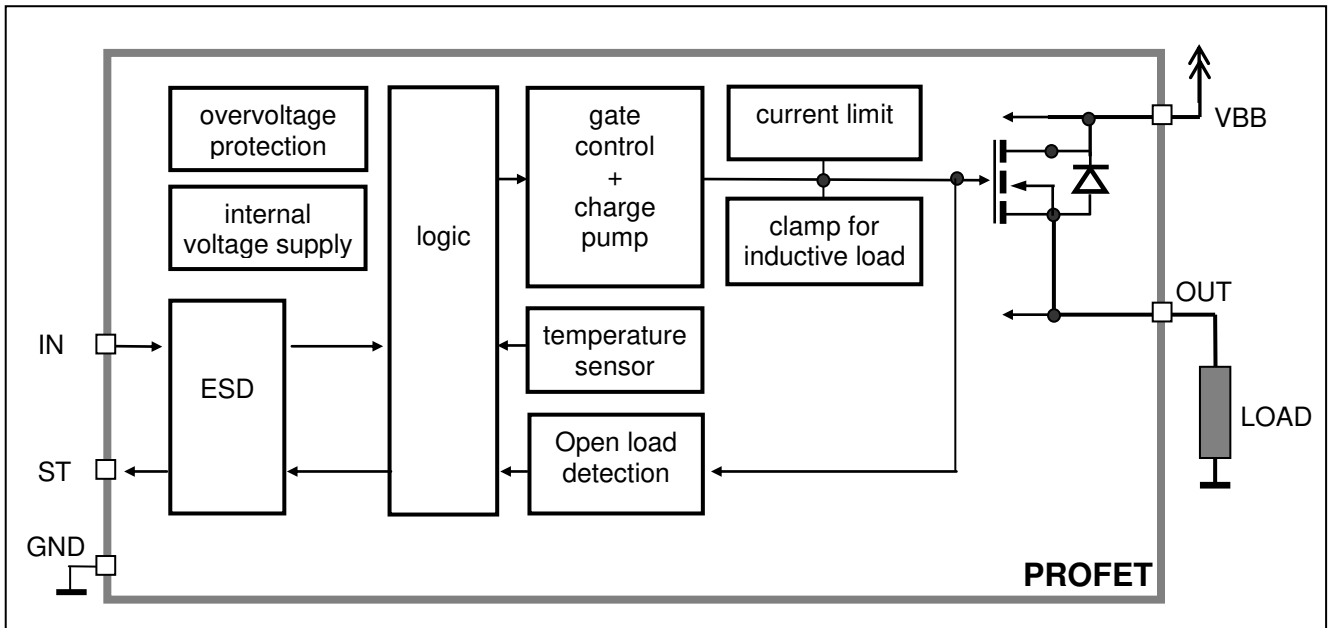 overvoltage
protection
internal
voltage supply
logic
gate
control
+
charge
pump
current limit
clamp for
inductive load
VBB
OUT
LOAD
IN
ESD
temperature
sensor
Open load
detection
ST
GND
PROFET